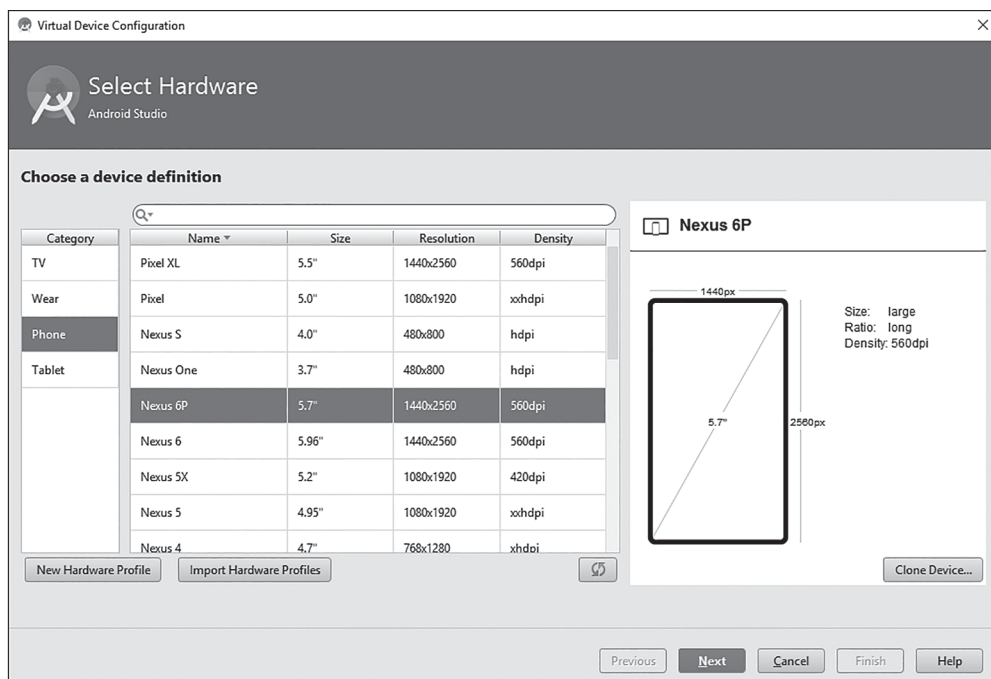 Virtual Device Configuration
Select Hardware
Android Studio
Choose a device definition
Category
TV
Wear
Phone
Tablet
Name Size Resolution Density
Pixel XL 5.5" 1440x2560 560dpi
Pixel 5.0" 1080x1920 xxhdpi
Nexus S 4.0" 480x800 hdpi
Nexus One 3.7" 480x800 hdpi
Nexus 6P 5.7" 1440x2560 560dpi
Nexus 6 5.96" 1440x2560 560dpi
Nexus 5X 5.2" 1080x1920 420dpi
Nexus 5 4.95" 1080x1920 xxhdpi
Nexus 4 4.7" 768x1280 xhdpi
New Hardware Profile Import Hardware Profiles
Nexus 6P
1440px
5.7"
2560px
Size: large
Ratio: long
Density: 560dpi
Clone Device...
Previous Next Cancel Finish Help